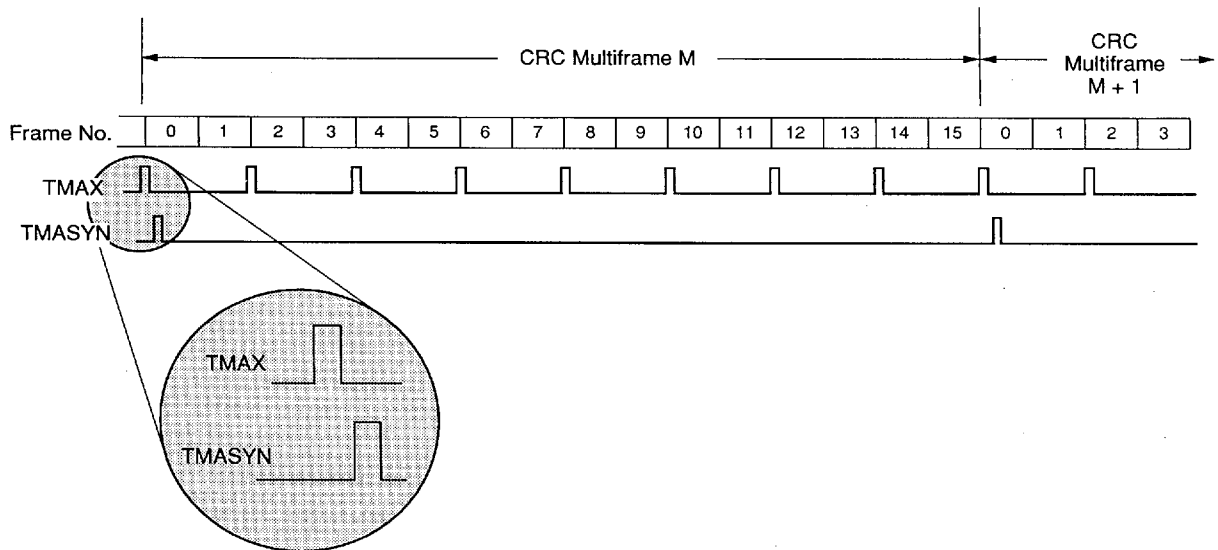 CRC Multiframe M
CRC
Multiframe
M + 1
Frame No. 0 1 2 3 4 5 6 7 8 9 10 11 12 13 14 15 0 1 2 3
TMAX
TMASYN
TMAX
TMASYN